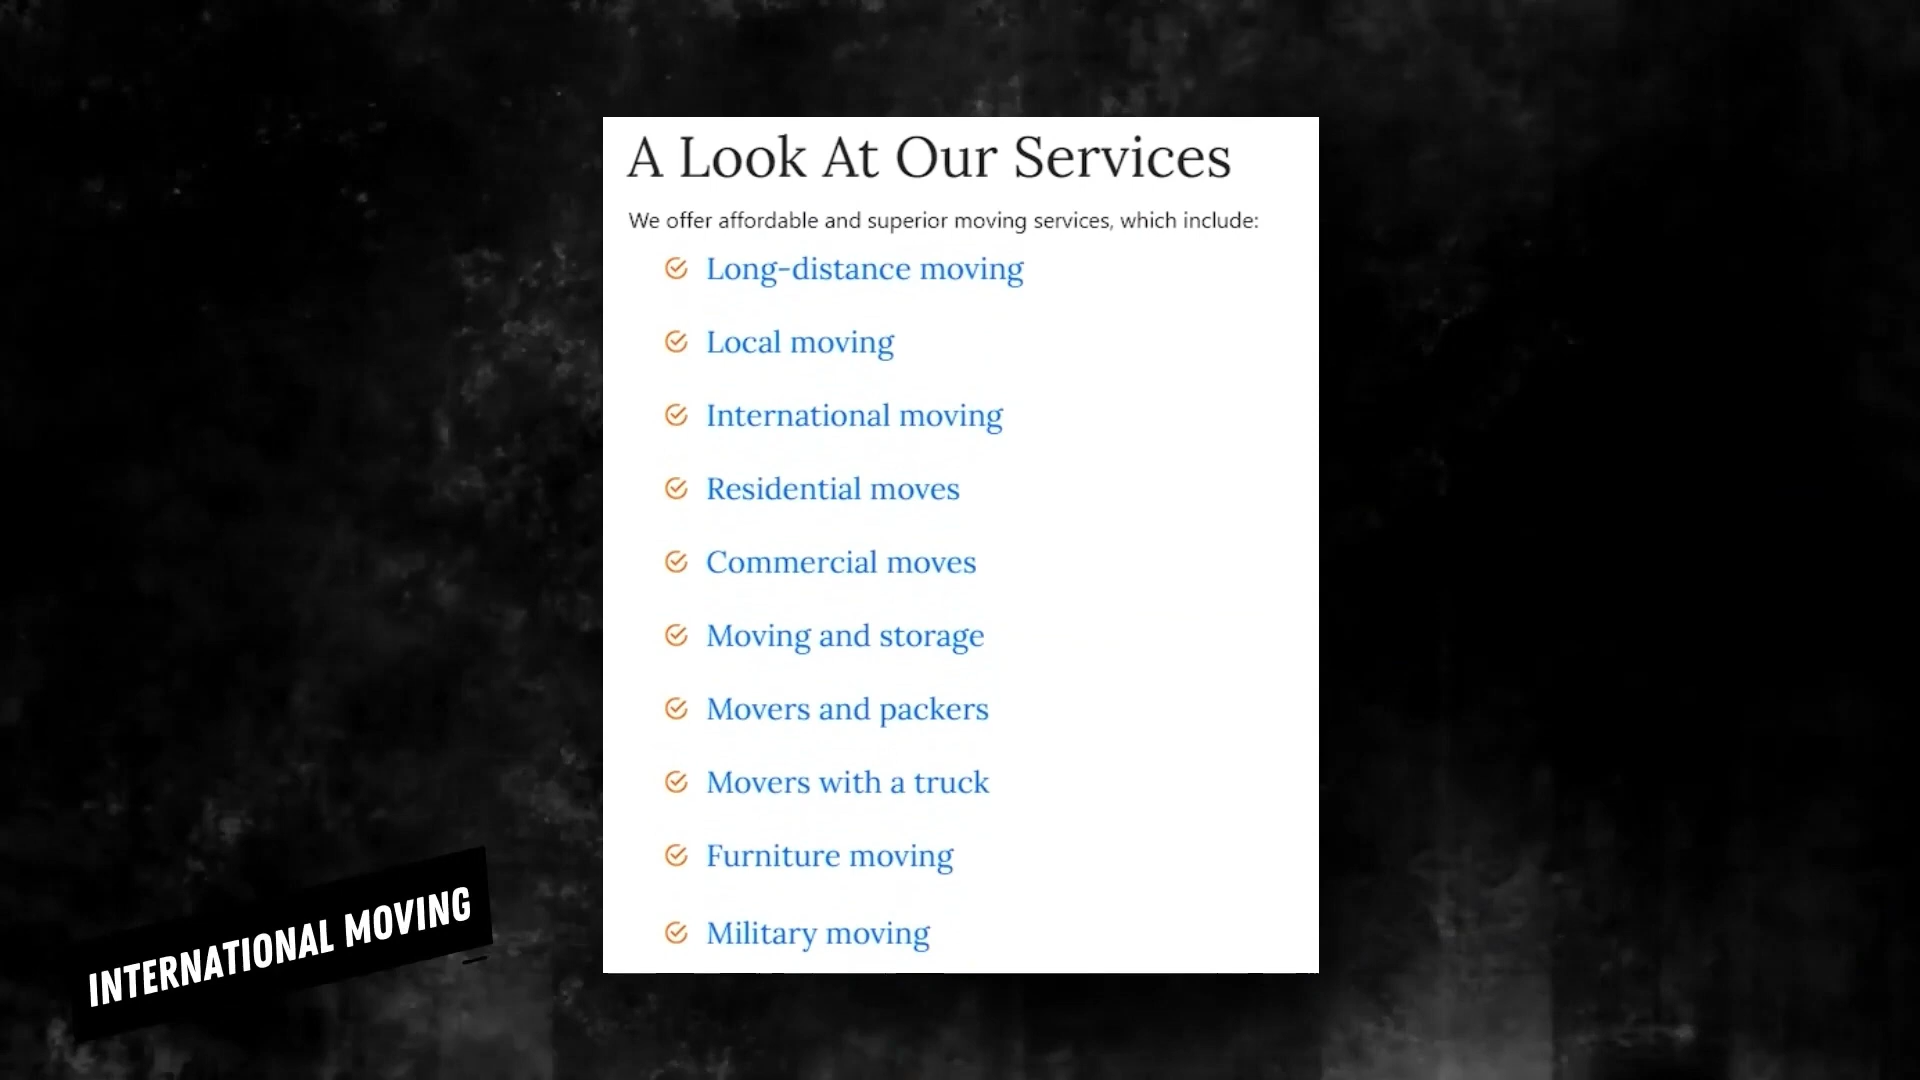 A Look At Our Services
We offer affordable and superior moving services, which include:
Long-distance moving
Local moving
International moving
Residential moves
Commercial moves
Moving and storage
Movers and packers
Movers with a truck
Furniture moving
Military moving
INTERNATIONAL MOVING